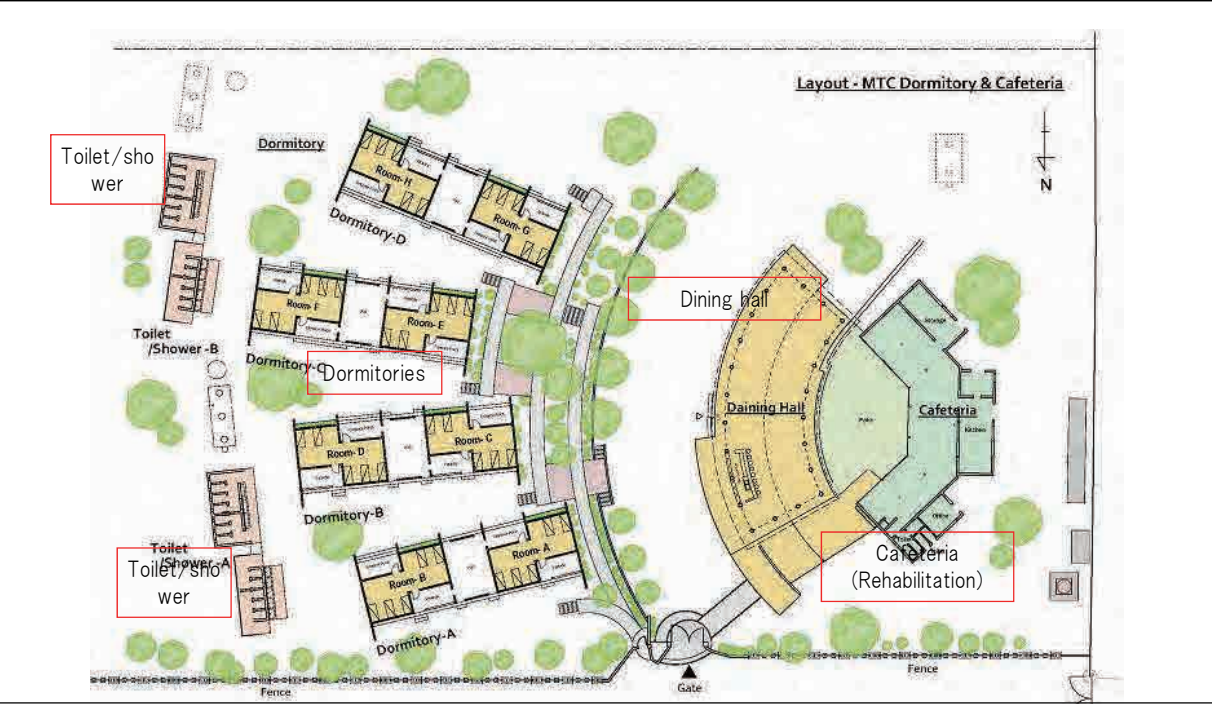 Layout - MTC Dormitory & Cafeteria
N
Toilet/sho
wer
Dormitory
Room- H
Room- G
Dormitory-D
Room- F
Room- E
Dormitory-C
Toilet
/Shower -B
Dormitories
Dining hall
Daining Hall
Storage
Cafeteria
Kitchen
Office
Room- D
Room- C
Dormitory-B
Room- A
Room- B
Dormitory-A
Toilet
/Shower -A
Toilet/sho
wer
Cafeteria
(Rehabilitation)
Fence
Gate
Fence